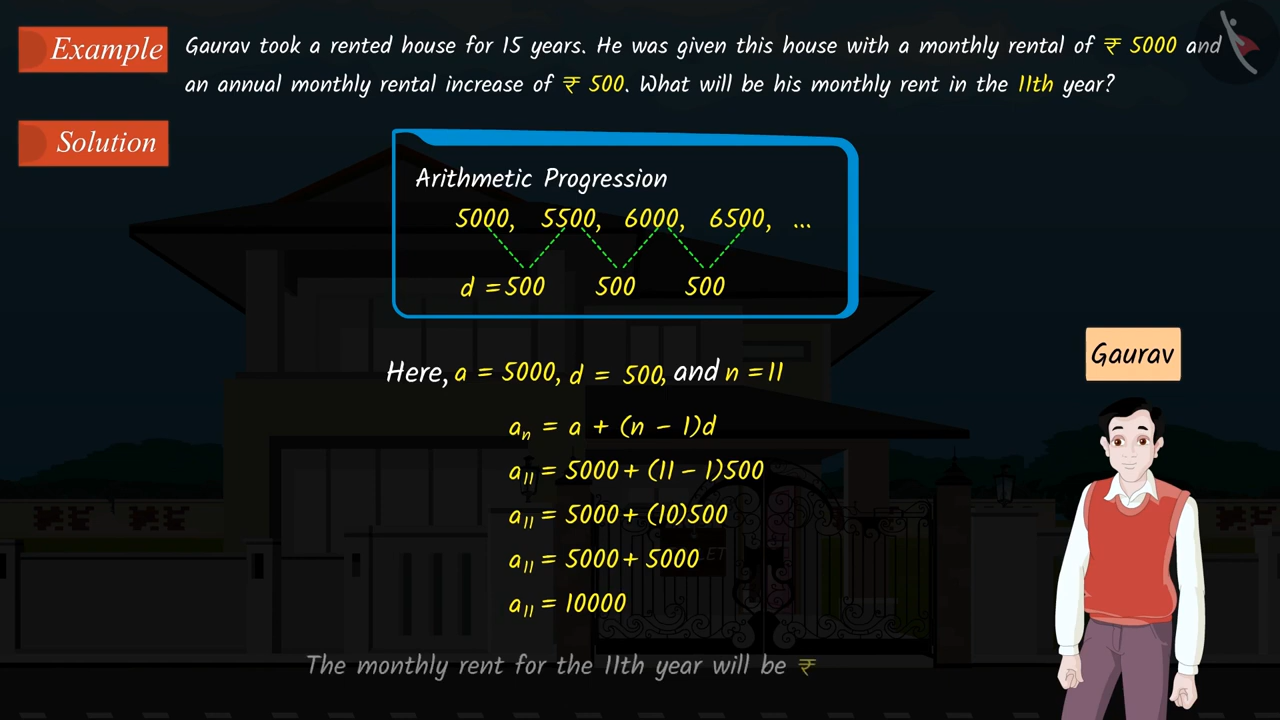 Example
Gaurav took a rented house for 15 years. He was given this house with a monthly rental of ₹ 5000 and
an annual monthly rental increase of ₹ 500. What will be his monthly rent in the 11th year?
Solution
Arithmetic Progression
5000, 5500, 6000, 6500, ...
d = 500 500 500
Here, a = 5000, d = 500, and n = 11
aₙ = a + (n − 1)d
a₁₁ = 5000 + (11 − 1)500
a₁₁ = 5000 + (10)500
a₁₁ = 5000 + 5000
a₁₁ = 10000
The monthly rent for the 11th year will be ₹
Gaurav